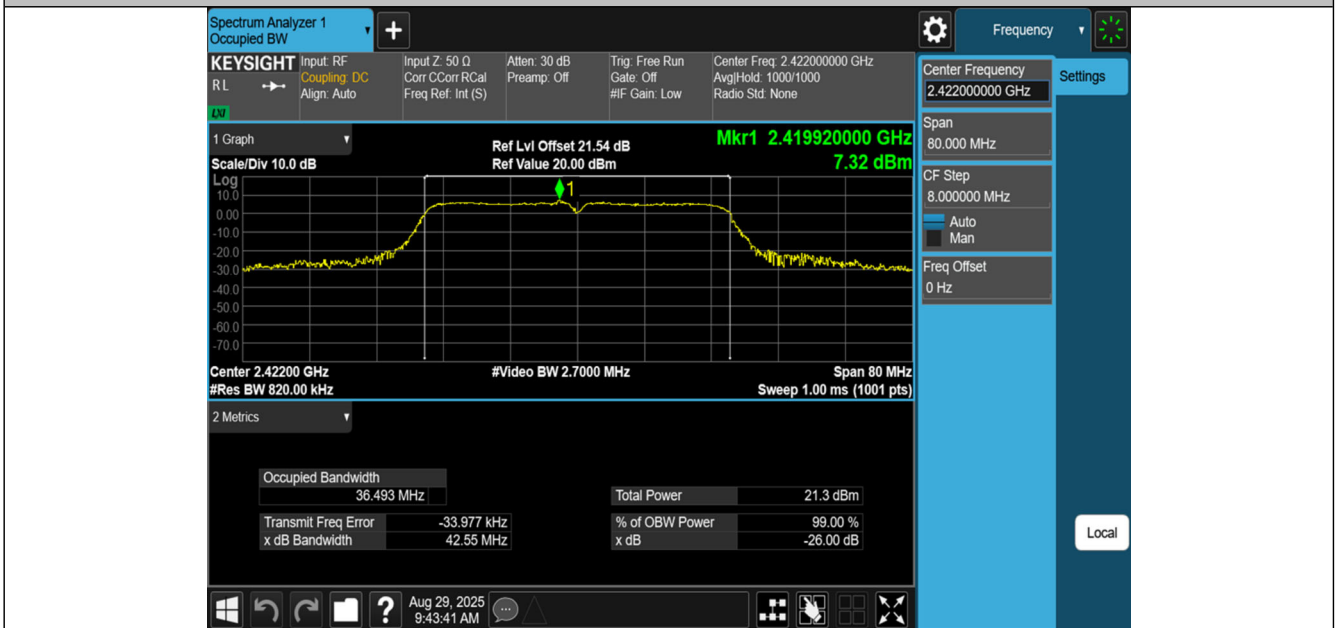 Spectrum Analyzer 1
Occupied BW
+
Frequency
KEYSIGHT
RL
LXI
Input: RF
Coupling: DC
Align: Auto
Input Z: 50 Ω
Corr CCorr RCal
Freq Ref: Int (S)
Atten: 30 dB
Preamp: Off
Trig: Free Run
Gate: Off
#IF Gain: Low
Center Freq: 2.422000000 GHz
Avg|Hold: 1000/1000
Radio Std: None
Center Frequency
2.422000000 GHz
Settings
Span
80.000 MHz
CF Step
8.000000 MHz
Auto
Man
Freq Offset
0 Hz
1 Graph
Scale/Div 10.0 dB
Ref Lvl Offset 21.54 dB
Ref Value 20.00 dBm
Mkr1 2.419920000 GHz
7.32 dBm
Log
10.0
0.00
-10.0
-20.0
-30.0
-40.0
-50.0
-60.0
-70.0
1
Center 2.42200 GHz
#Video BW 2.7000 MHz
Span 80 MHz
#Res BW 820.00 kHz
Sweep 1.00 ms (1001 pts)
2 Metrics
Occupied Bandwidth
36.493 MHz
Total Power 21.3 dBm
Transmit Freq Error -33.977 kHz
% of OBW Power 99.00 %
x dB Bandwidth 42.55 MHz
x dB -26.00 dB
Local
?
Aug 29, 2025
9:43:41 AM